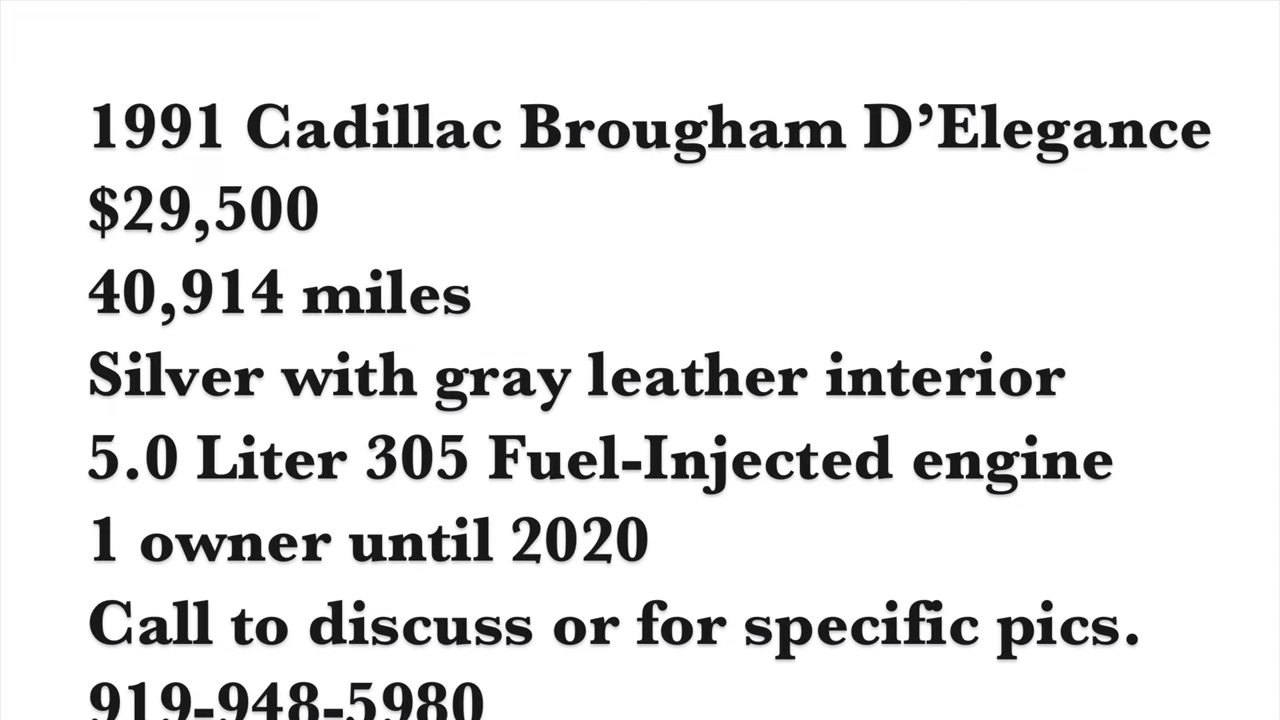 1991 Cadillac Brougham D’Elegance
$29,500
40,914 miles
Silver with gray leather interior
5.0 Liter 305 Fuel-Injected engine
1 owner until 2020
Call to discuss or for specific pics.
919-948-5980